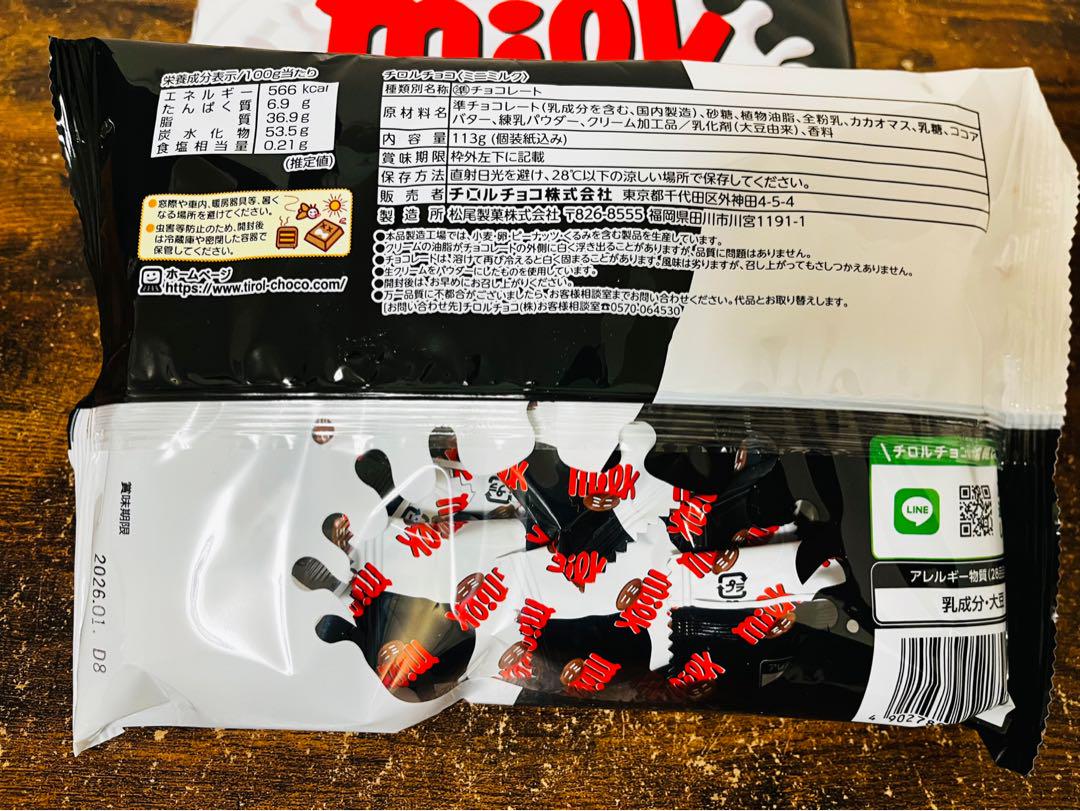 milk
栄養成分表示/100g当たり
エネルギー 566 kcal
たんぱく質 6.9 g
脂質 36.9g
炭水化物 53.5g
食塩相当量 0.21g
(推定値)
●窓際や車内、暖房器具等、暑く
なる場所を避けてください。
●虫害等防止のため、開封後
は冷蔵庫や密閉した容器で
保管してください。
ホームページ
https://www.tirol-choco.com/
チロルチョコ〈ミニミルク〉
種類別名称 準チョコレート
原材料名 準チョコレート(乳成分を含む、国内製造)、砂糖、植物油脂、全粉乳、カカオマス、乳糖、ココア
バター、練乳パウダー、クリーム加工品/乳化剤(大豆由来)、香料
内容量 113g (個装紙込み)
賞味期限 枠外左下に記載
保存方法 直射日光を避け、28℃以下の涼しい場所で保存してください。
販売者 チロルチョコ株式会社 東京都千代田区外神田4-5-4
製造所 松尾製菓株式会社 〒826-8555 福岡県田川市川宮1191-1
●本品製造工場では、小麦・卵・ピーナッツ・くるみを含む製品を生産しています。
●クリームの油脂がチョコレートの外側に白く浮き出ることがありますが、品質に問題はありません。
●チョコレートは、溶けて再び冷えると白く固まることがあります。風味は劣りますが、召し上がってもさしつかえありません。
●生クリームをパウダーにしたものを使用しています。
●開封後は、お早めにお召し上がりください。
●万一品質に不都合がございましたら、お客様相談室までお問い合わせください。代品とお取り替えします。
[お問い合わせ先]チロルチョコ(株)お客様相談室☎0570-064530
賞味期限
2026.01. D8
チロルチョコ
LINE
アレルギー物質(28
乳成分・大豆
4 90278
milk
milk
milk
milk
milk
milk
プラ
プラ